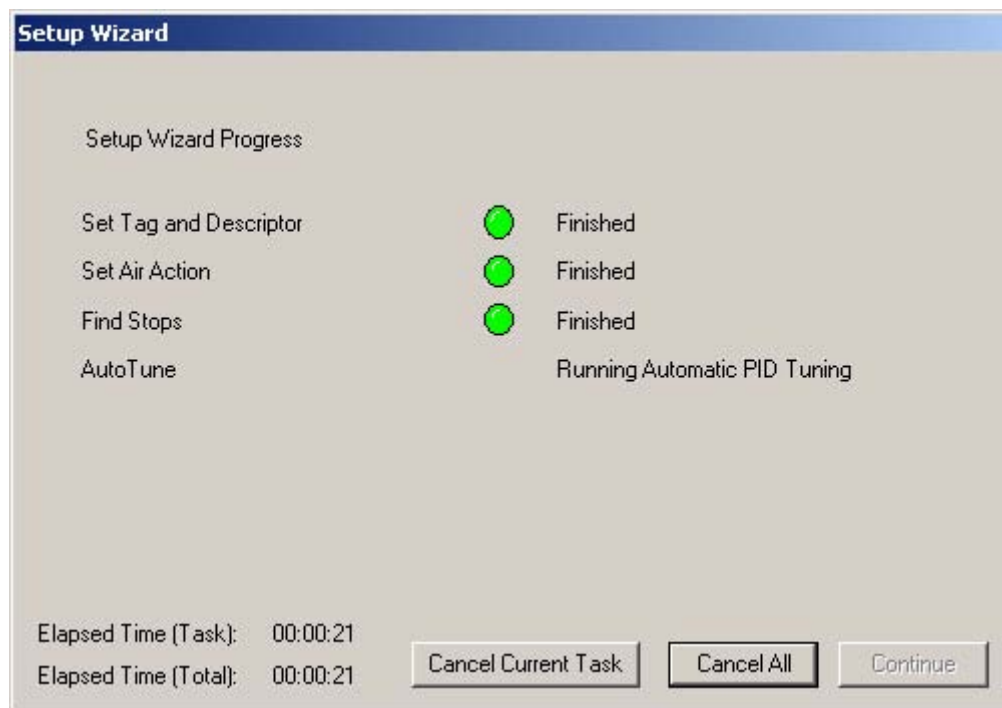 Setup Wizard
Setup Wizard Progress
Set Tag and Descriptor Finished
Set Air Action Finished
Find Stops Finished
AutoTune Running Automatic PID Tuning
Elapsed Time (Task): 00:00:21
Elapsed Time (Total): 00:00:21
Cancel Current Task Cancel All Continue